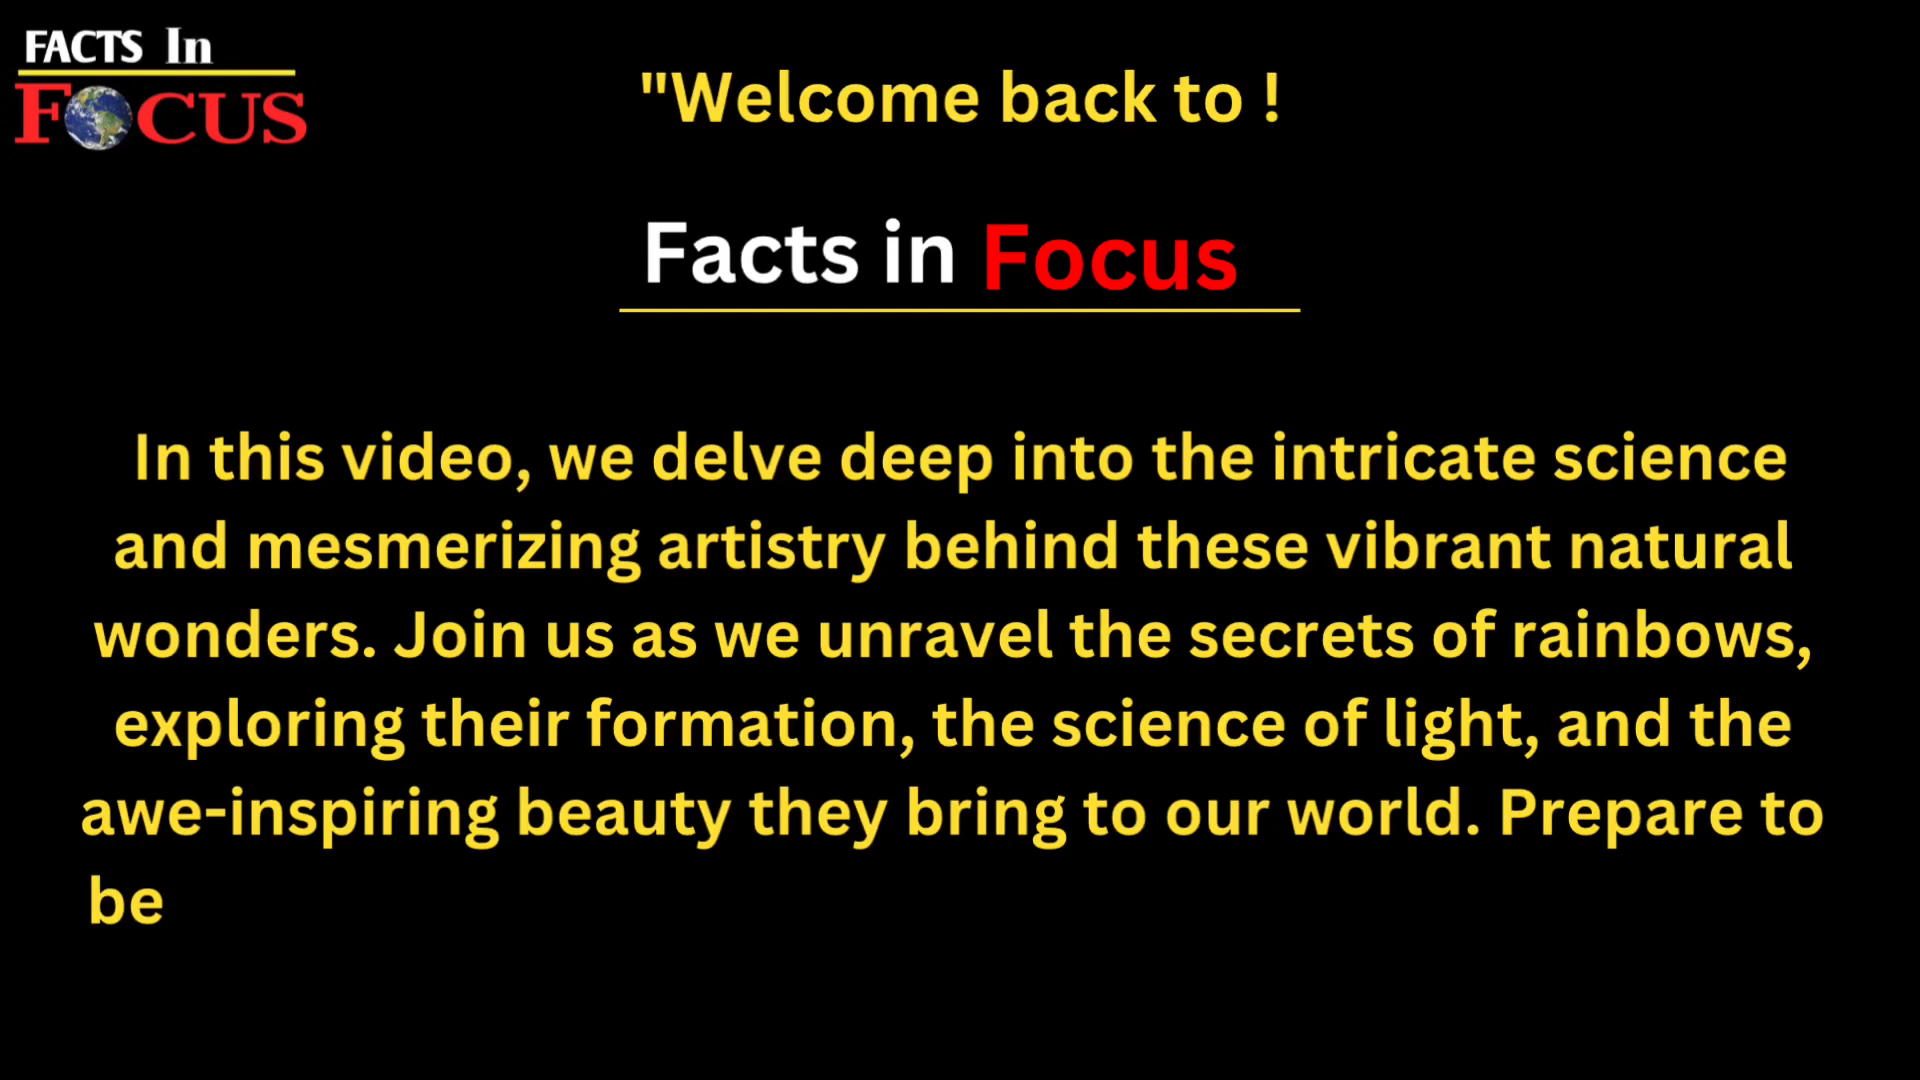 FACTS In
FOCUS
"Welcome back to !
Facts in Focus
In this video, we delve deep into the intricate science
and mesmerizing artistry behind these vibrant natural
wonders. Join us as we unravel the secrets of rainbows,
exploring their formation, the science of light, and the
awe-inspiring beauty they bring to our world. Prepare to
be